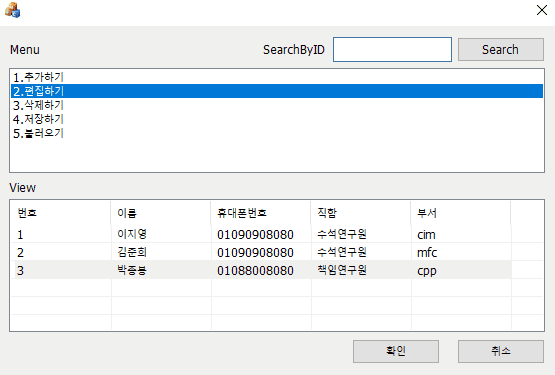 Menu SearchByID Search
1.추가하기
2.편집하기
3.삭제하기
4.저장하기
5.불러오기
View
번호 이름 휴대폰번호 직함 부서
1 이지영 01090908080 수석연구원 cim
2 김준희 01090908080 수석연구원 mfc
3 박종봉 01088008080 책임연구원 cpp
확인 취소